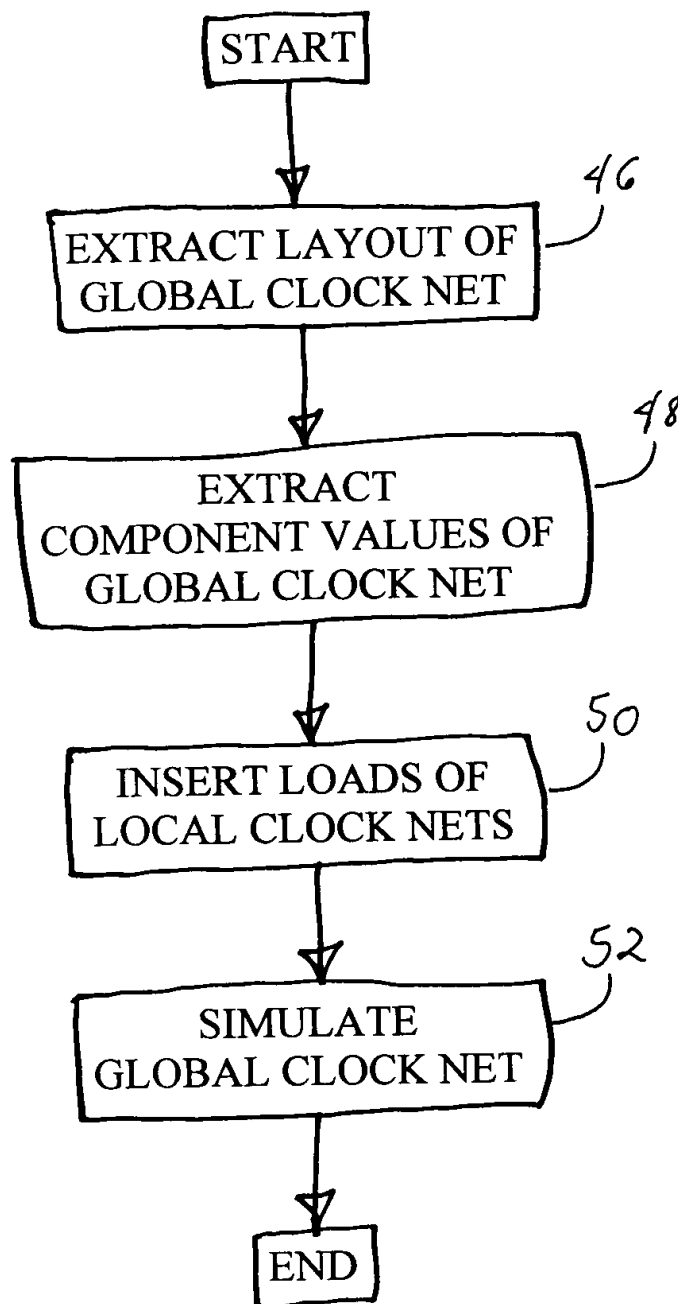 START
46
EXTRACT LAYOUT OF
GLOBAL CLOCK NET
48
EXTRACT
COMPONENT VALUES OF
GLOBAL CLOCK NET
50
INSERT LOADS OF
LOCAL CLOCK NETS
52
SIMULATE
GLOBAL CLOCK NET
END